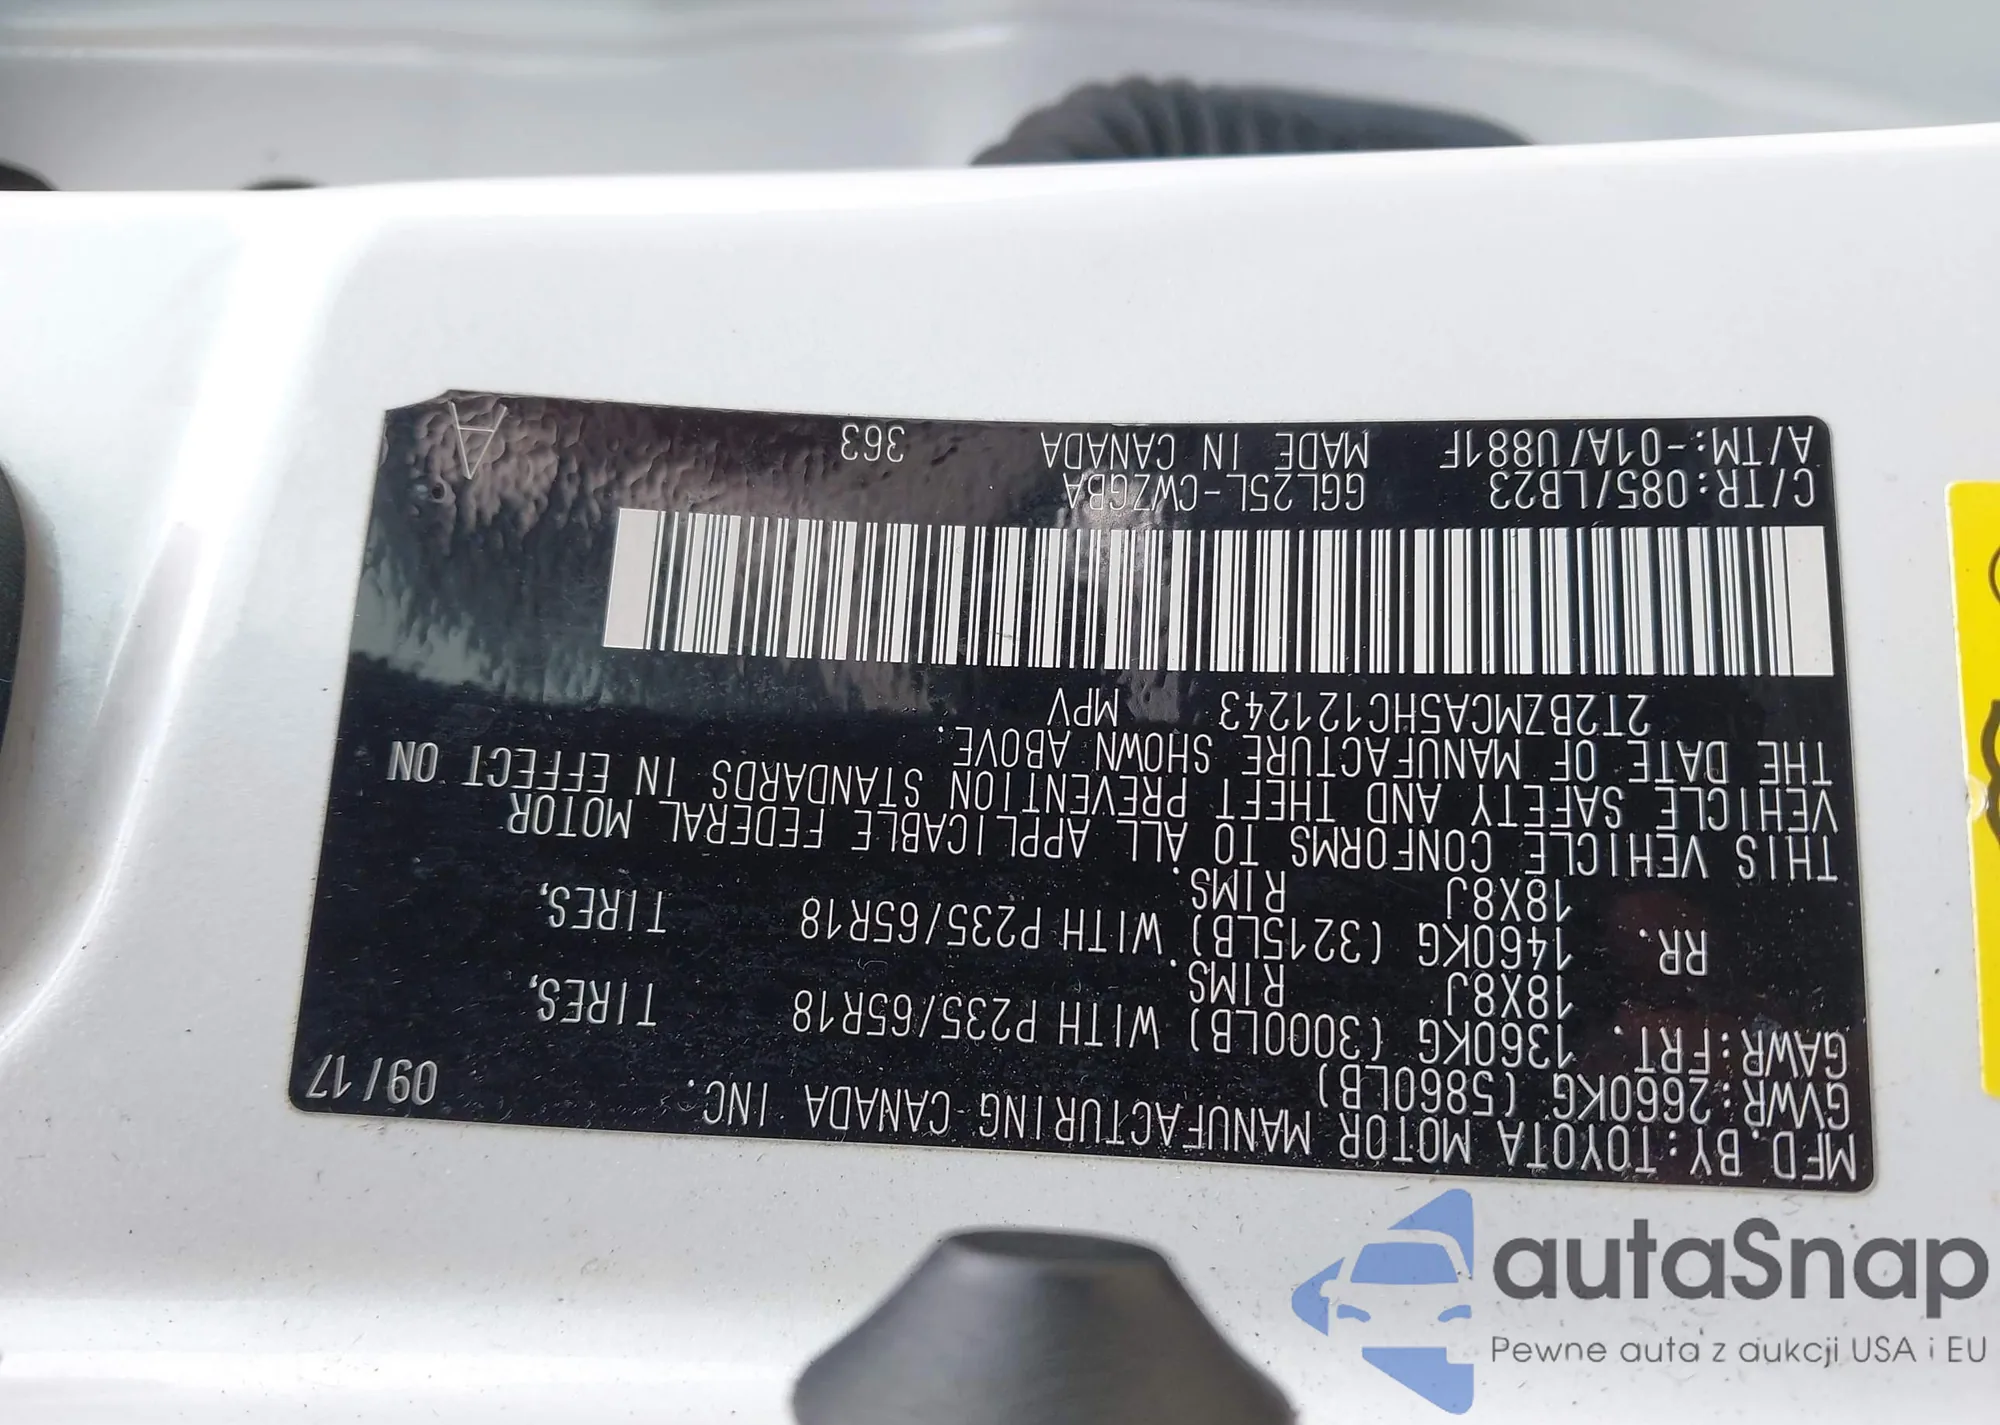 MFD. BY:TOYOTA MOTOR MANUFACTURING CANADA INC.
09/17
GVWR:2660KG (5860LB)
GAWR:FRT. 1360KG (3000LB) WITH P235/65R18 TIRES,
18X8J RIMS.
RR. 1460KG (3215LB) WITH P235/65R18 TIRES,
18X8J RIMS.
THIS VEHICLE CONFORMS TO ALL APPLICABLE FEDERAL MOTOR
VEHICLE SAFETY AND THEFT PREVENTION STANDARDS IN EFFECT ON
THE DATE OF MANUFACTURE SHOWN ABOVE.
2T2BZMCA5HC121243 MPV
C/TR:085/LB23 GGL25L-CWZGBA
A/TM:-01A/U881F MADE IN CANADA 363
A
autaSnap
Pewne auta z aukcji USA i EU